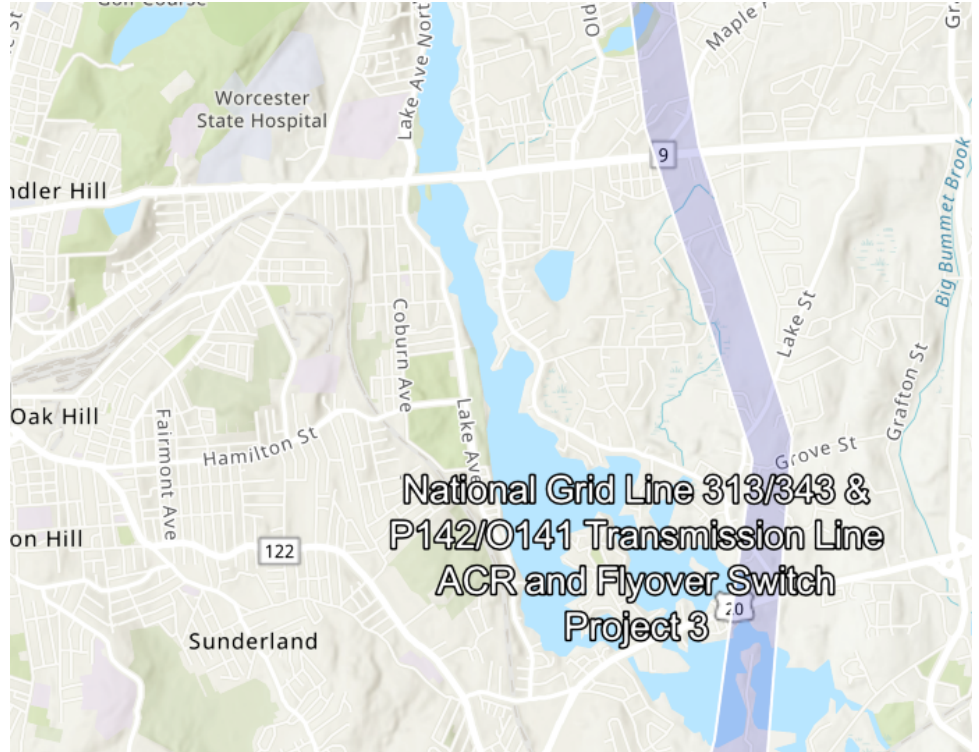 Golf Course
Worcester
State Hospital
Lake Ave North
Maple
9
Big Bummet Brook
Lake St
Coburn Ave
Oak Hill
Fairmont Ave
Hamilton St
Lake Ave
Grafton St
Grove St
National Grid Line 313/343 &
P142/O141 Transmission Line
ACR and Flyover Switch
Project 3
on Hill
122
20
Sunderland
ndler Hill